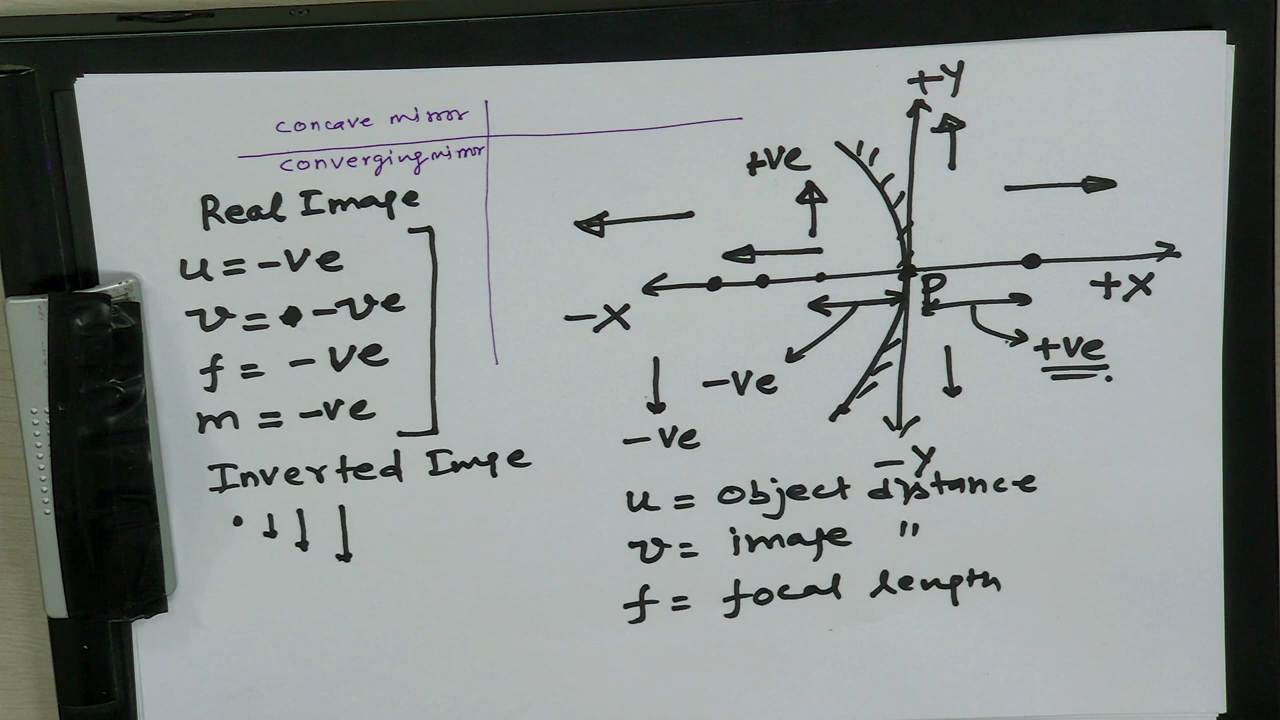 concave mirror
converging mirror
Real Image
u = -ve
v = -ve
f = -ve
m = -ve
Inverted Impe
+Y
+ve
-X
P
+X
-ve
+ve
-ve
-Y
u = object distance
v = image "
f = focal length